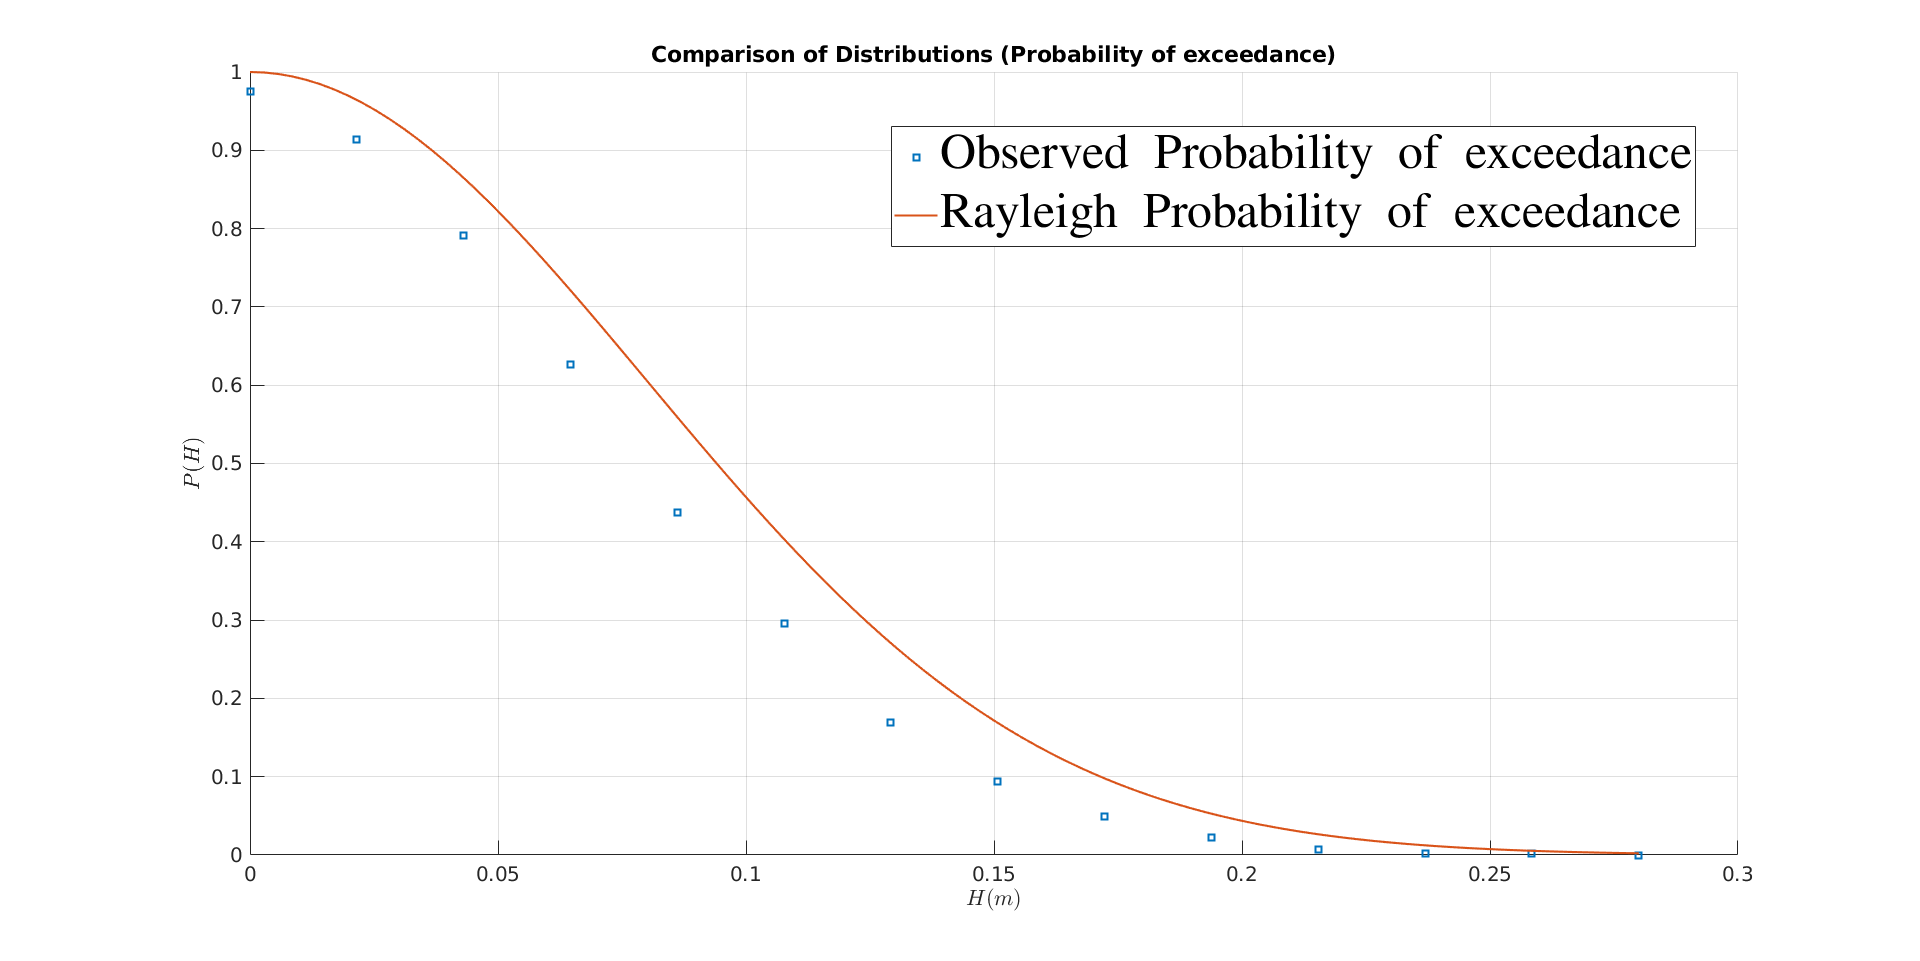 Comparison of Distributions (Probability of exceedance)
1
0.9
0.8
0.7
0.6
0.5
0.4
0.3
0.2
0.1
0
P(H)
Observed Probability of exceedance
Rayleigh Probability of exceedance
0 0.05 0.1 0.15 0.2 0.25 0.3
H(m)